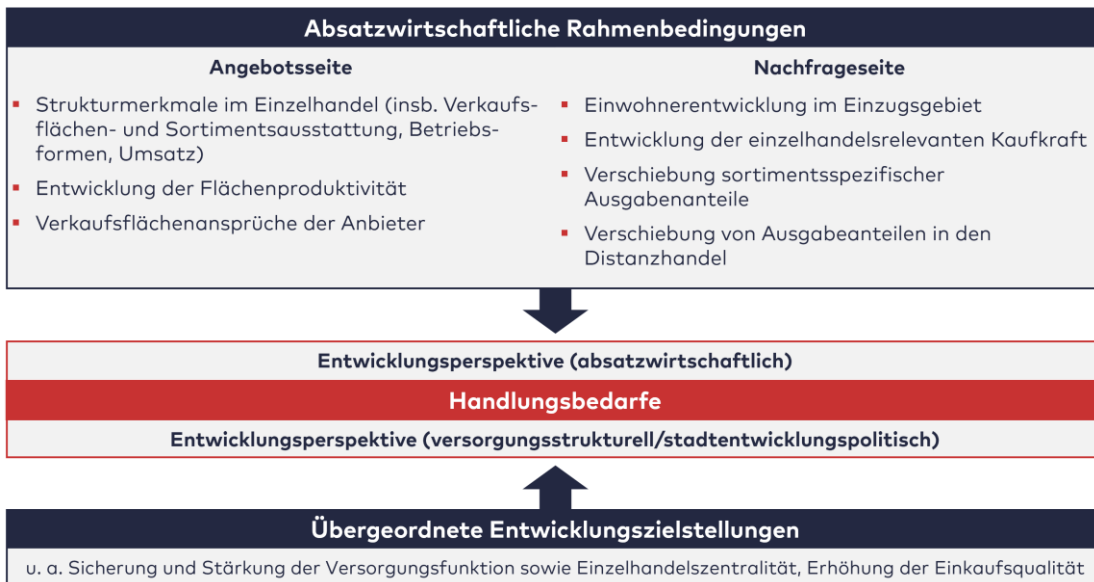 Absatzwirtschaftliche Rahmenbedingungen
Angebotsseite
▪ Strukturmerkmale im Einzelhandel (insb. Verkaufs-
flächen- und Sortimentsausstattung, Betriebs-
formen, Umsatz)
▪ Entwicklung der Flächenproduktivität
▪ Verkaufsflächenansprüche der Anbieter
Nachfrageseite
▪ Einwohnerentwicklung im Einzugsgebiet
▪ Entwicklung der einzelhandelsrelevanten Kaufkraft
▪ Verschiebung sortimentsspezifischer
Ausgabenanteile
▪ Verschiebung von Ausgabeanteilen in den
Distanzhandel
Entwicklungsperspektive (absatzwirtschaftlich)
Handlungsbedarfe
Entwicklungsperspektive (versorgungsstrukturell/stadtentwicklungspolitisch)
Übergeordnete Entwicklungszielstellungen
u. a. Sicherung und Stärkung der Versorgungsfunktion sowie Einzelhandelszentralität, Erhöhung der Einkaufsqualität